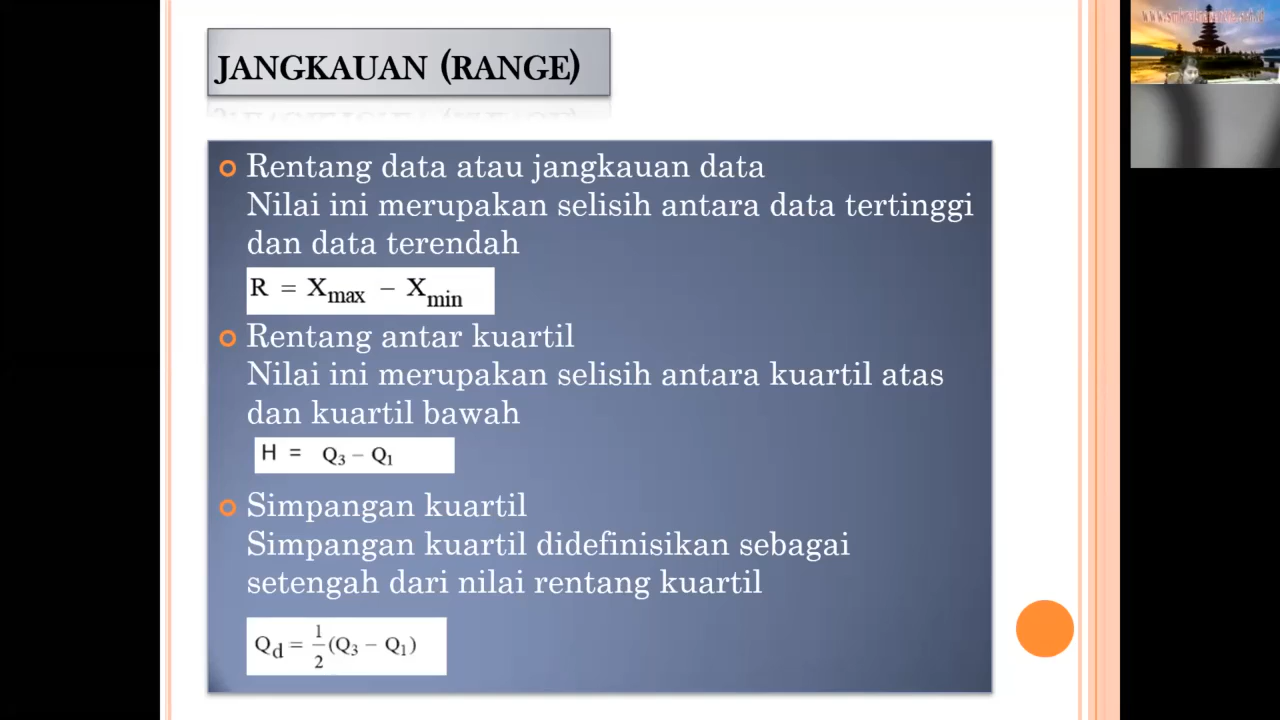 JANGKAUAN (RANGE)
Rentang data atau jangkauan data
Nilai ini merupakan selisih antara data tertinggi
dan data terendah
R = Xmax − Xmin
Rentang antar kuartil
Nilai ini merupakan selisih antara kuartil atas
dan kuartil bawah
H = Q3 − Q1
Simpangan kuartil
Simpangan kuartil didefinisikan sebagai
setengah dari nilai rentang kuartil
Qd = 1/2 (Q3 − Q1)